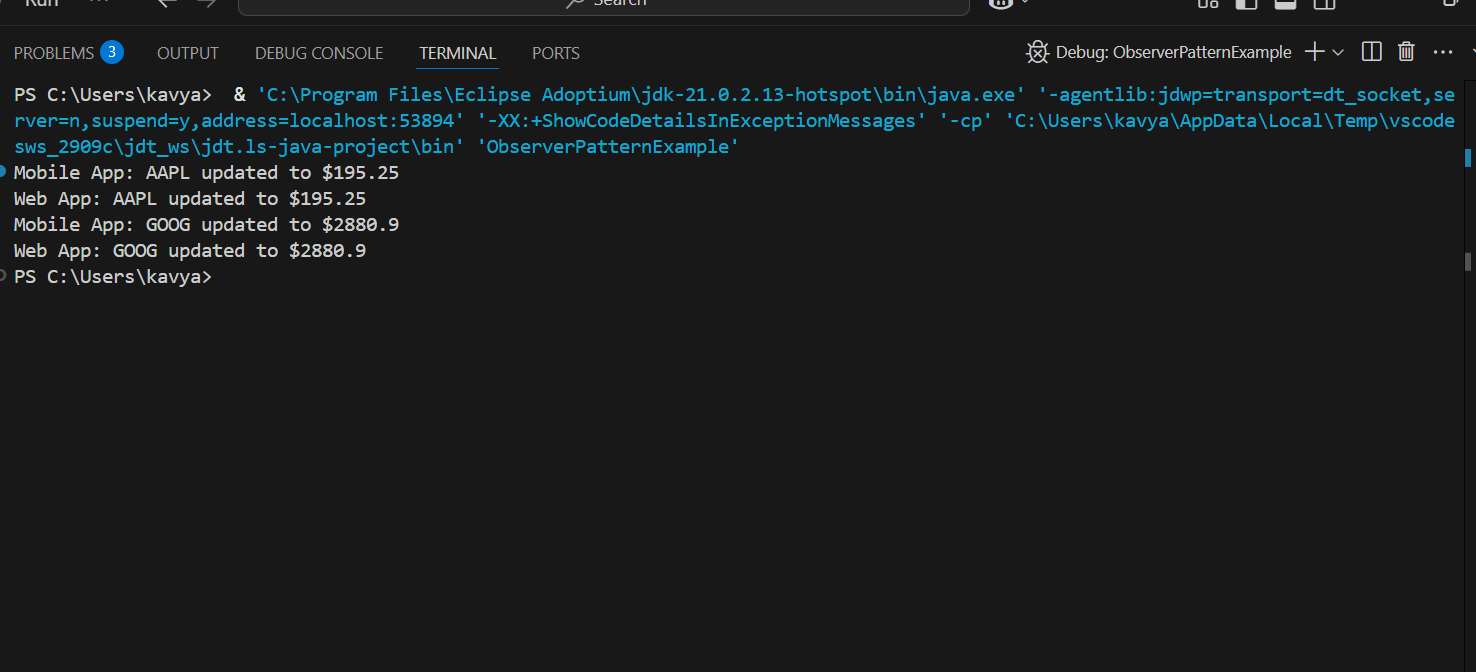 Run ... Search
PROBLEMS 3 OUTPUT DEBUG CONSOLE TERMINAL PORTS Debug: ObserverPatternExample
PS C:\Users\kavya>  & 'C:\Program Files\Eclipse Adoptium\jdk-21.0.2.13-hotspot\bin\java.exe' '-agentlib:jdwp=transport=dt_socket,se
rver=n,suspend=y,address=localhost:53894' '-XX:+ShowCodeDetailsInExceptionMessages' '-cp' 'C:\Users\kavya\AppData\Local\Temp\vscode
sws_2909c\jdt_ws\jdt.ls-java-project\bin' 'ObserverPatternExample'
Mobile App: AAPL updated to $195.25
Web App: AAPL updated to $195.25
Mobile App: GOOG updated to $2880.9
Web App: GOOG updated to $2880.9
PS C:\Users\kavya>